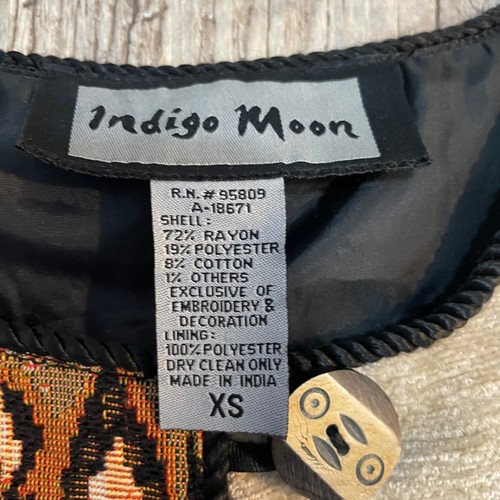 Indigo Moon
R.N. # 95809
A-18671
SHELL:
72% RAYON
19% POLYESTER
8% COTTON
1% OTHERS
EXCLUSIVE OF
EMBROIDERY &
DECORATION
LINING:
100% POLYESTER
DRY CLEAN ONLY
MADE IN INDIA
XS